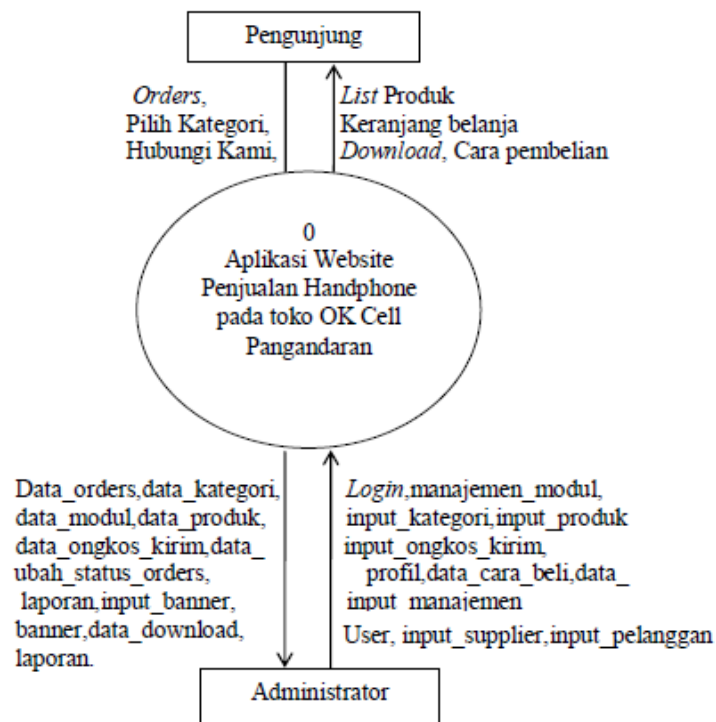 Pengunjung
Orders,
Pilih Kategori,
Hubungi Kami,
List Produk
Keranjang belanja
Download, Cara pembelian
0
Aplikasi Website
Penjualan Handphone
pada toko OK Cell
Pangandaran
Data_orders,data_kategori,
data_modul,data_produk,
data_ongkos_kirim,data_
ubah_status_orders,
laporan,input_banner,
banner,data_download,
laporan.
Login,manajemen_modul,
input_kategori,input_produk
input_ongkos_kirim,
profil,data_cara_beli,data_
input_manajemen
User, input_supplier,input_pelanggan
Administrator